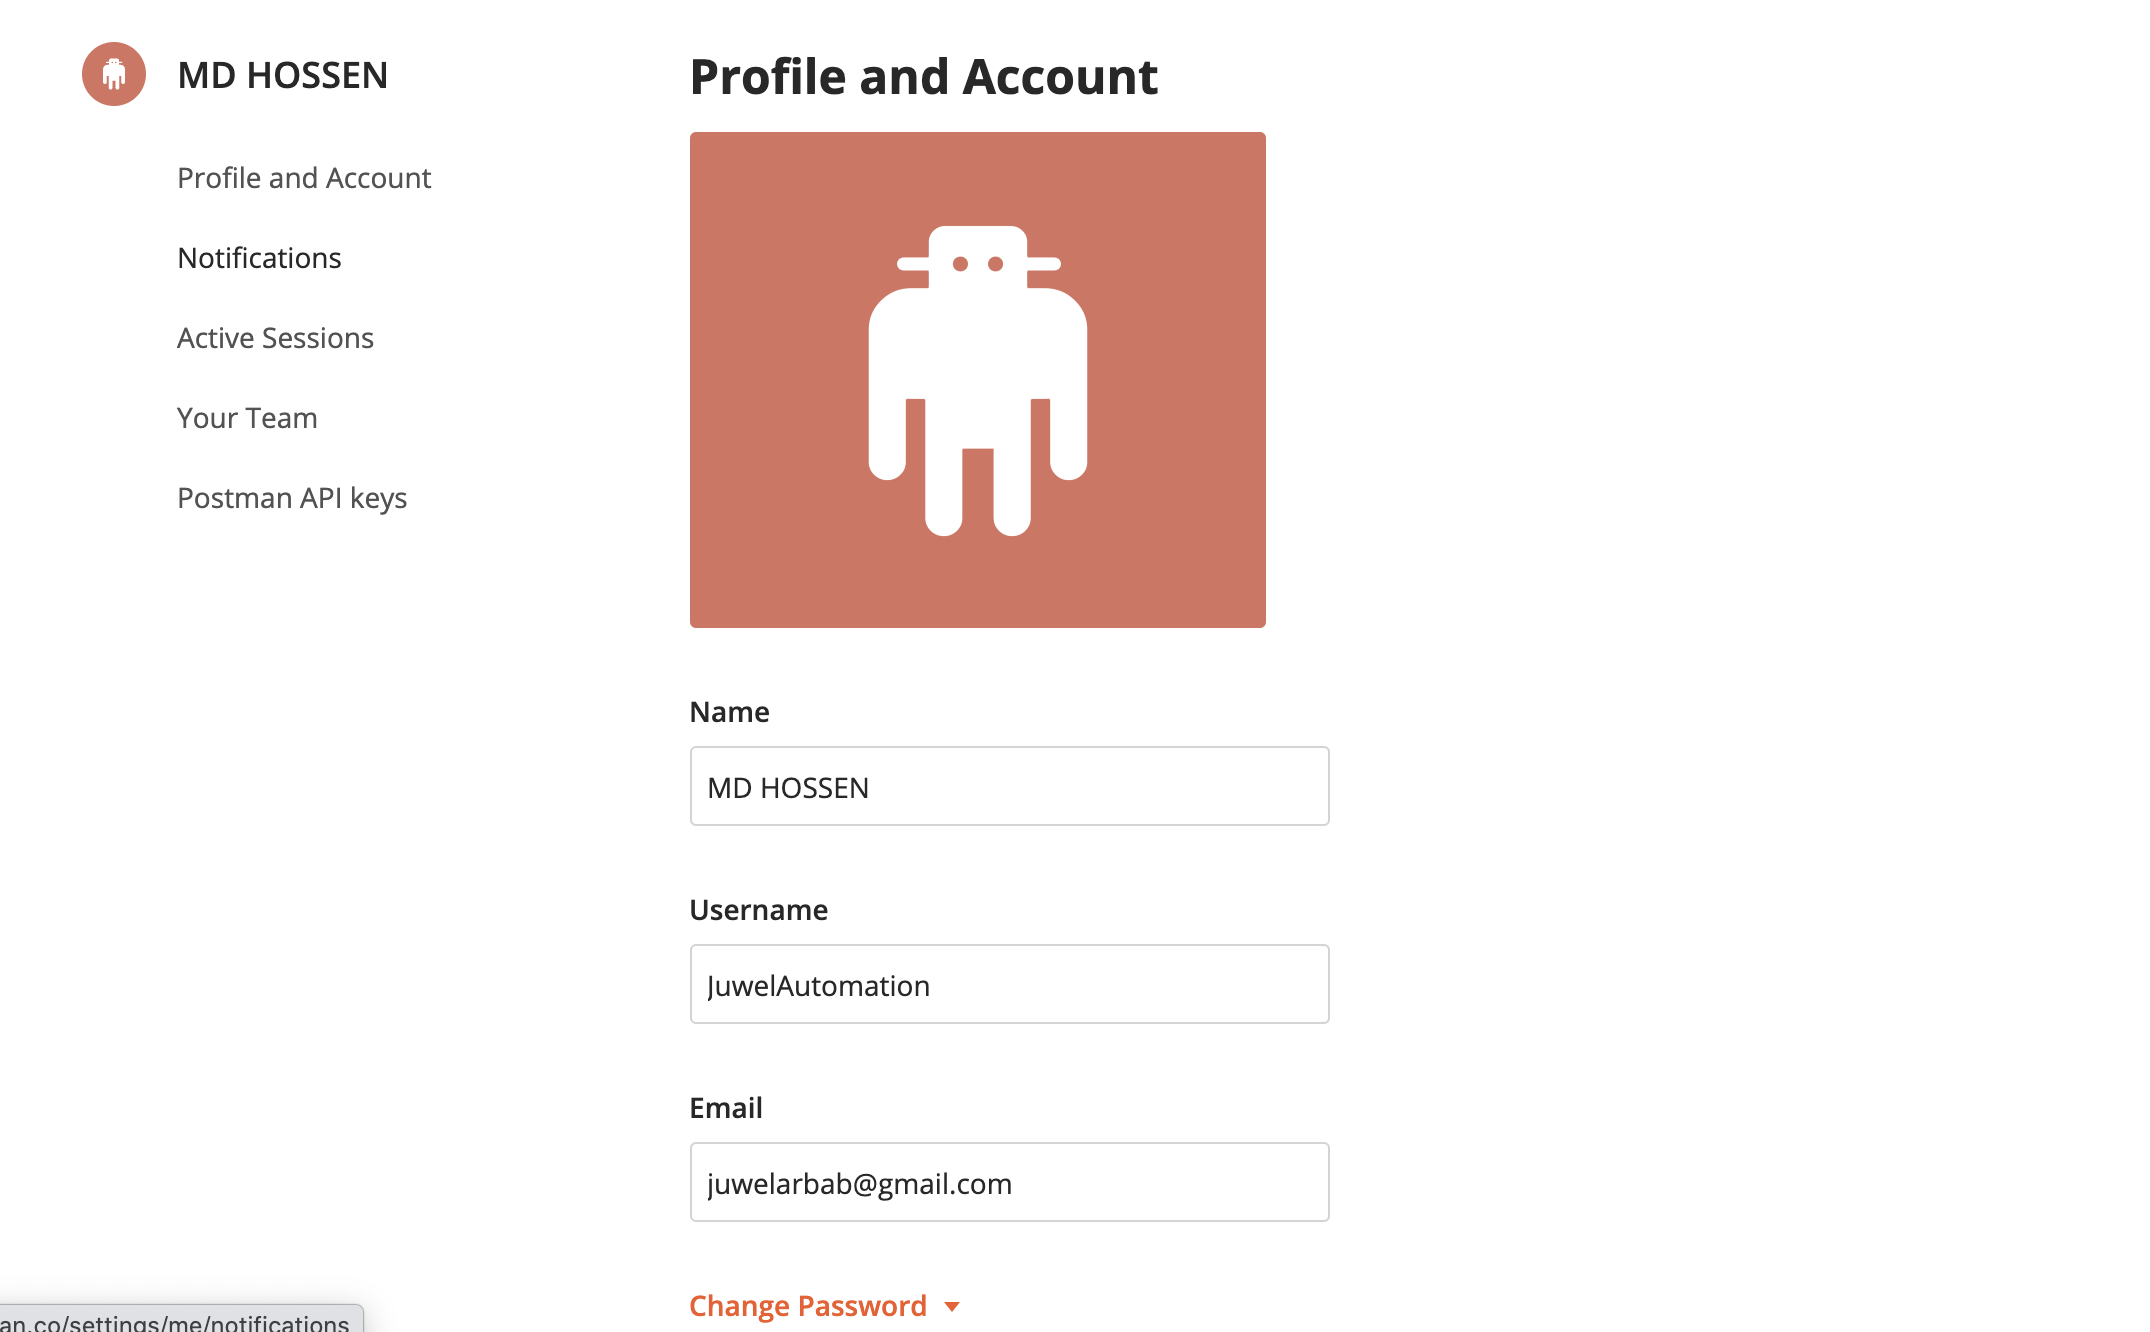 MD HOSSEN
Profile and Account
Notifications
Active Sessions
Your Team
Postman API keys
Profile and Account
Name
MD HOSSEN
Username
JuwelAutomation
Email
juwelarbab@gmail.com
Change Password
an.co/settings/me/notifications